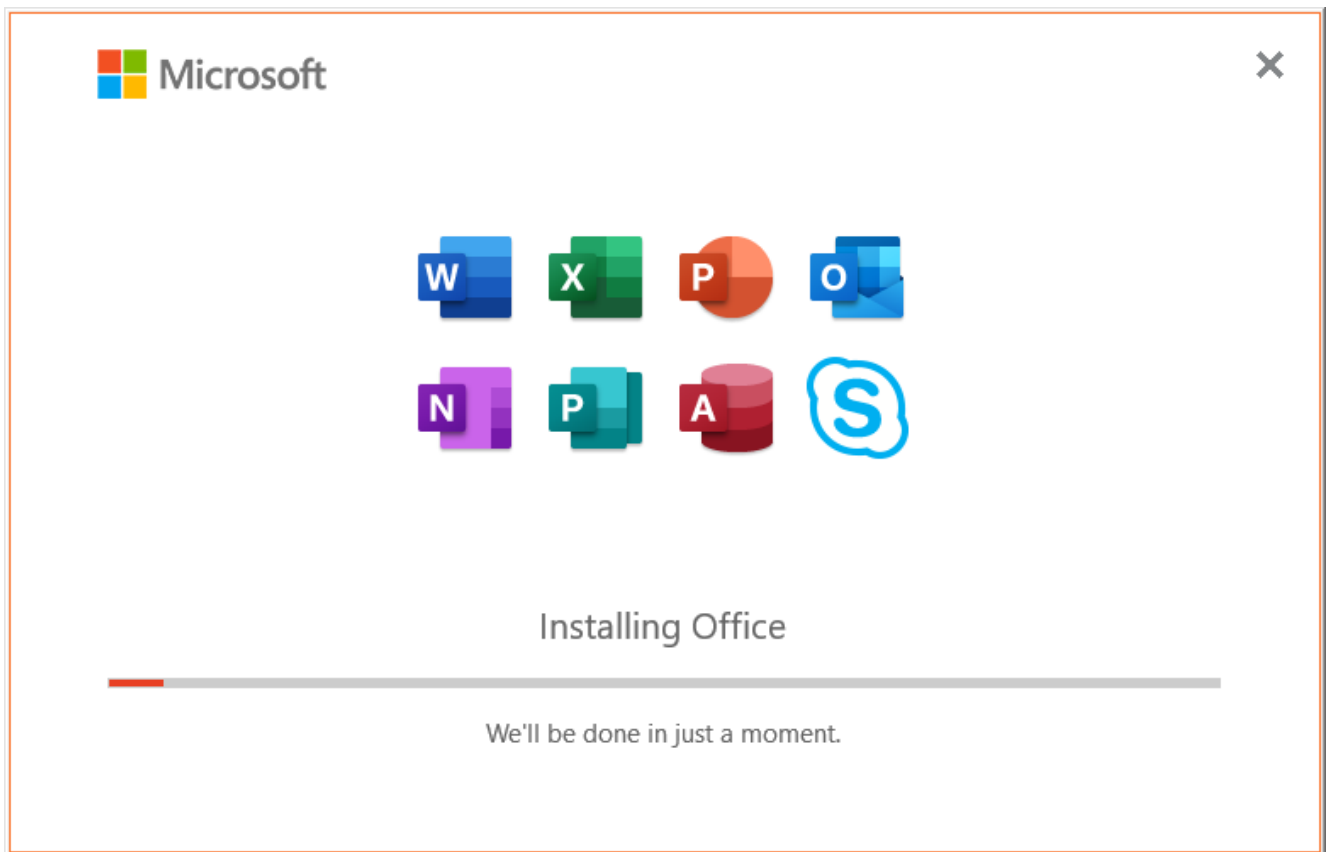 Microsoft
W X P O
N P A S
Installing Office
We'll be done in just a moment.